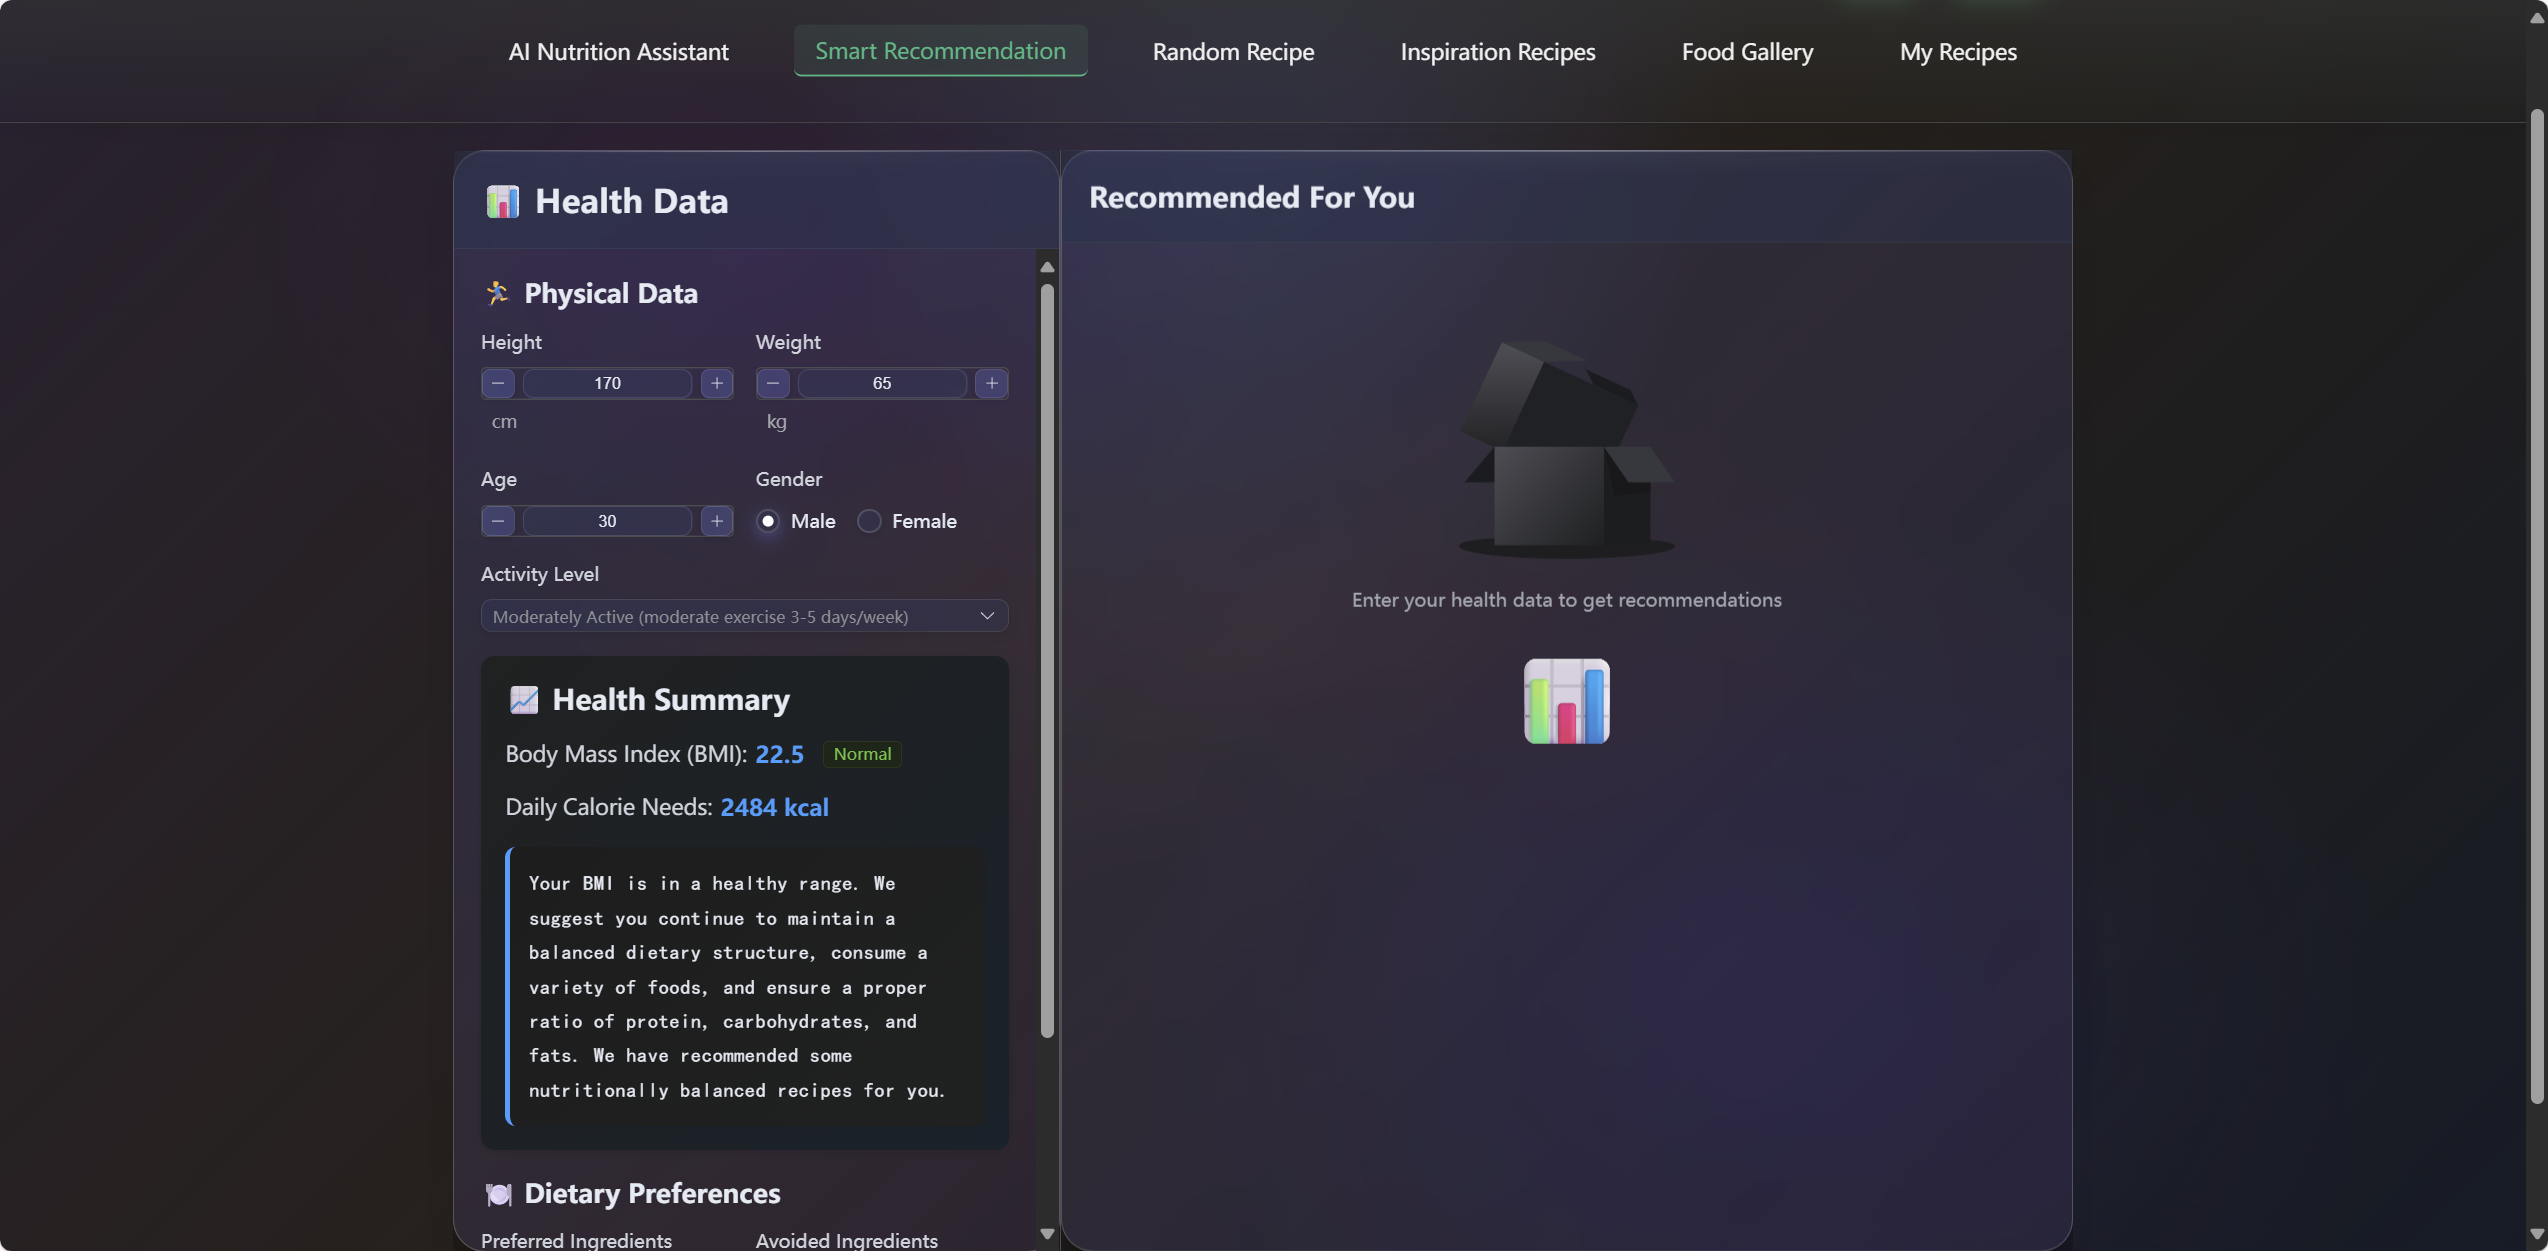 AI Nutrition Assistant
Smart Recommendation
Random Recipe
Inspiration Recipes
Food Gallery
My Recipes
Health Data
Physical Data
Height
Weight
170
65
cm
kg
Age
Gender
30
Male
Female
Activity Level
Moderately Active (moderate exercise 3-5 days/week)
Health Summary
Body Mass Index (BMI): 22.5 Normal
Daily Calorie Needs: 2484 kcal
Your BMI is in a healthy range. We
suggest you continue to maintain a
balanced dietary structure, consume a
variety of foods, and ensure a proper
ratio of protein, carbohydrates, and
fats. We have recommended some
nutritionally balanced recipes for you.
Dietary Preferences
Preferred Ingredients
Avoided Ingredients
Recommended For You
Enter your health data to get recommendations